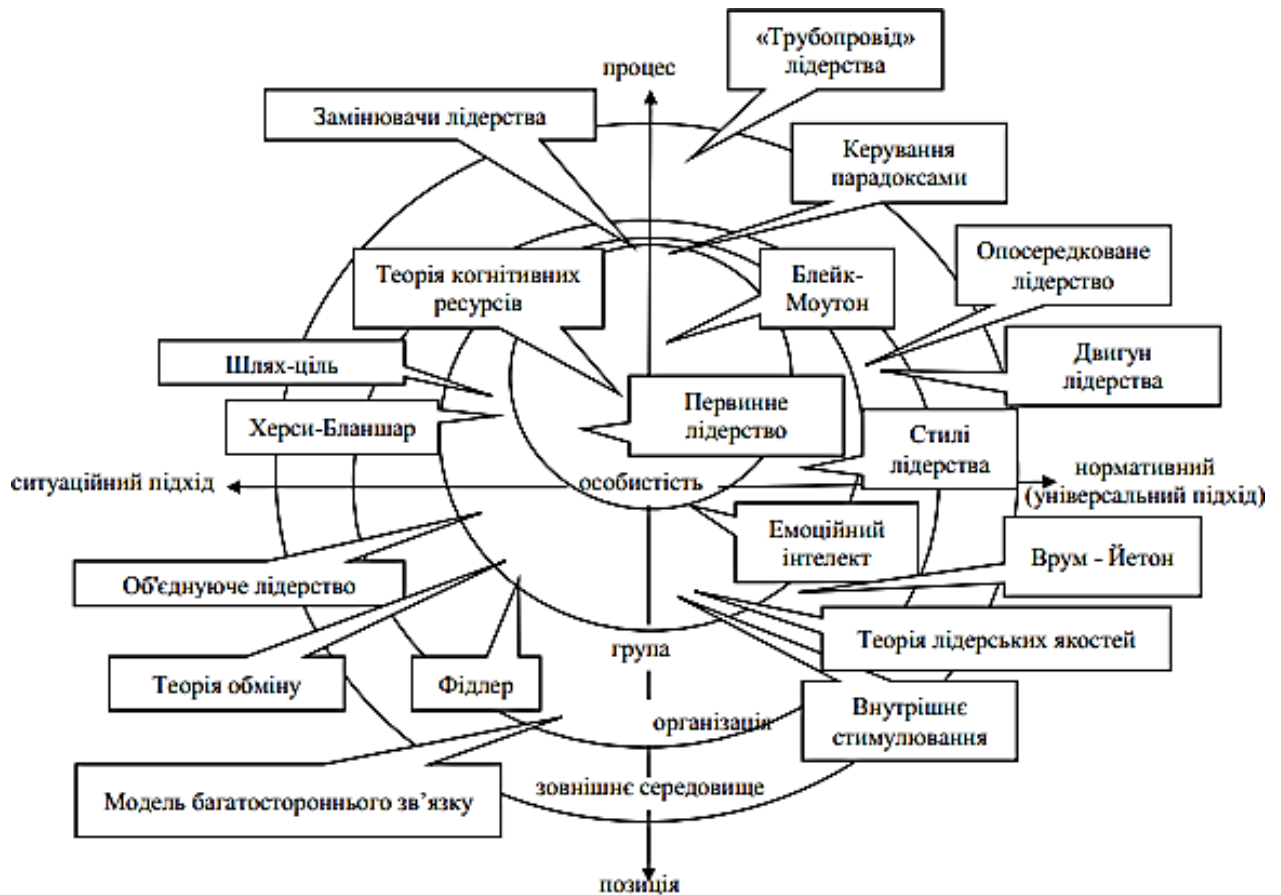 «Трубопровід»
лідерства
процес
Замінювачи лідерства
Керування
парадоксами
Опосередковане
лідерство
Теорія когнітивних
ресурсів
Блейк-
Моутон
Двигун
лідерства
Шлях-ціль
Первинне
лідерство
Херси-Бланшар
Стилі
лідерства
ситуаційний підхід
особистість
нормативний
(універсальний підхід)
Емоційний
інтелект
Врум - Йетон
Об'єднуюче лідерство
Теорія лідерських якостей
група
Теорія обміну
Фідлер
Внутрішнє
стимулювання
організація
зовнішнє середовище
Модель багатостороннього зв’язку
позиція